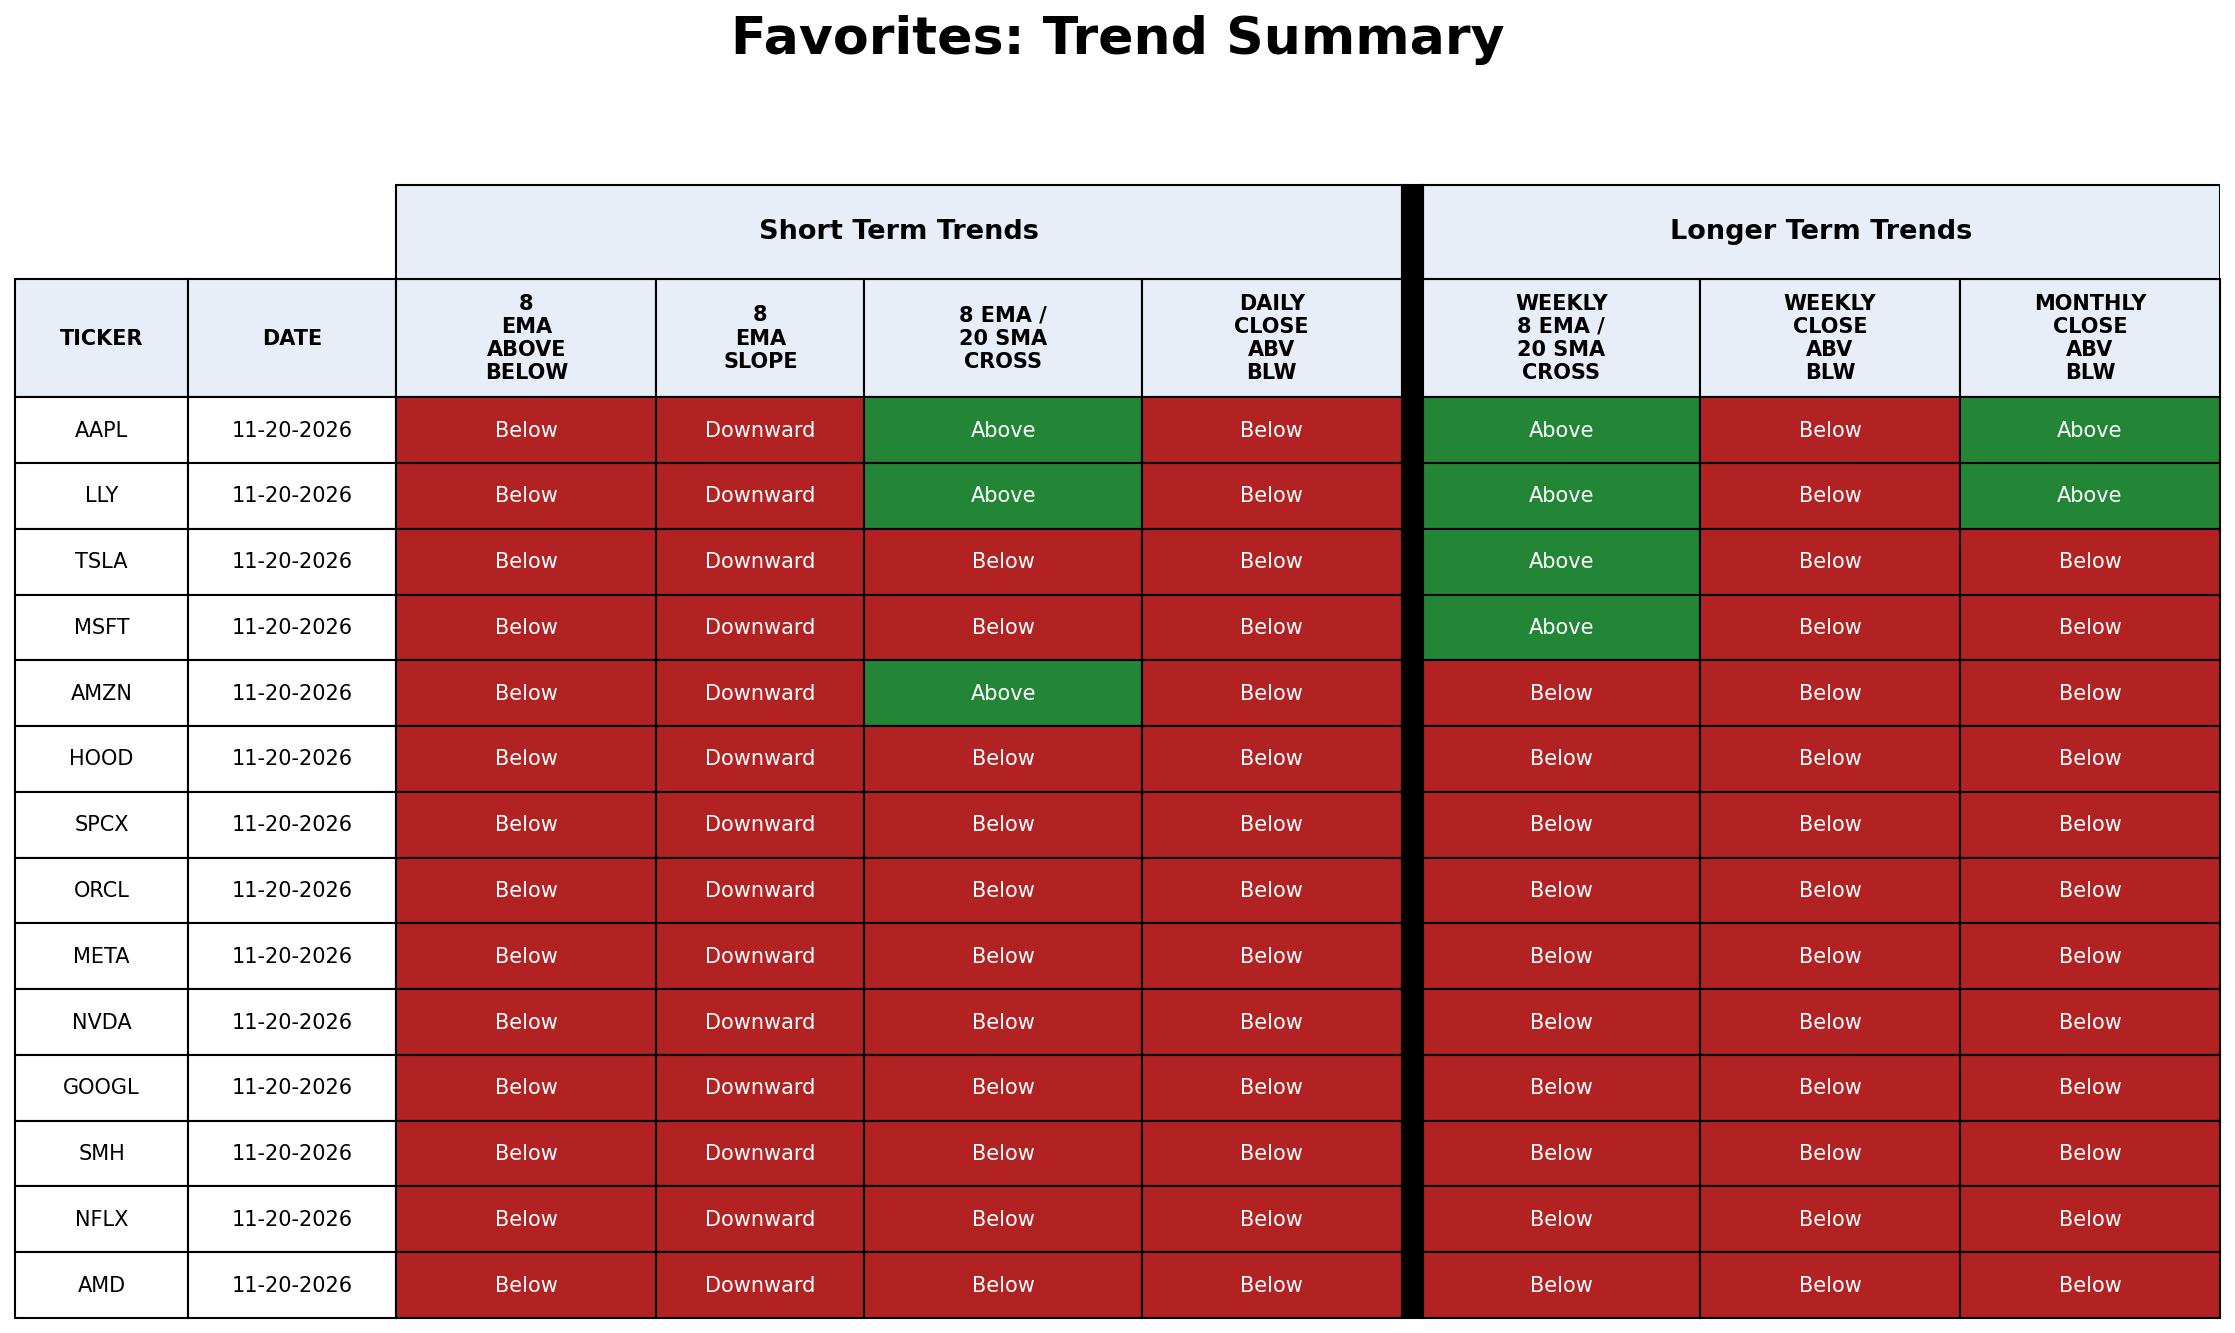 Favorites: Trend Summary
Short Term Trends Longer Term Trends
TICKER DATE 8 EMA ABOVE BELOW 8 EMA SLOPE 8 EMA / 20 SMA CROSS DAILY CLOSE ABV BLW WEEKLY 8 EMA / 20 SMA CROSS WEEKLY CLOSE ABV BLW MONTHLY CLOSE ABV BLW
AAPL 11-20-2026 Below Downward Above Below Above Below Above
LLY 11-20-2026 Below Downward Above Below Above Below Above
TSLA 11-20-2026 Below Downward Below Below Above Below Below
MSFT 11-20-2026 Below Downward Below Below Above Below Below
AMZN 11-20-2026 Below Downward Above Below Below Below Below
HOOD 11-20-2026 Below Downward Below Below Below Below Below
SPCX 11-20-2026 Below Downward Below Below Below Below Below
ORCL 11-20-2026 Below Downward Below Below Below Below Below
META 11-20-2026 Below Downward Below Below Below Below Below
NVDA 11-20-2026 Below Downward Below Below Below Below Below
GOOGL 11-20-2026 Below Downward Below Below Below Below Below
SMH 11-20-2026 Below Downward Below Below Below Below Below
NFLX 11-20-2026 Below Downward Below Below Below Below Below
AMD 11-20-2026 Below Downward Below Below Below Below Below